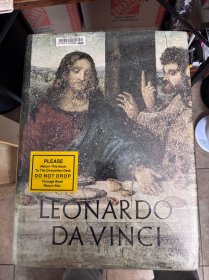 PLEASE
Return This Book
To The Circulation Desk
DO NOT DROP
Through Book
Return Slot
LEONARDO
DA VINCI